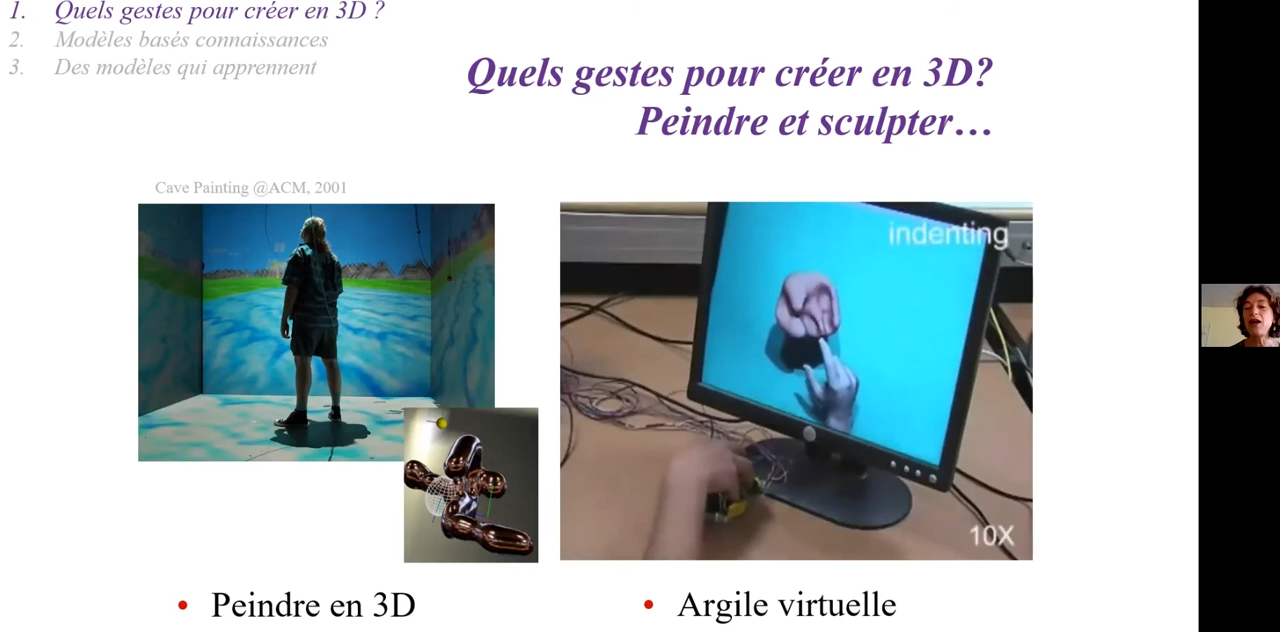 1. Quels gestes pour créer en 3D ?
2. Modèles basés connaissances
3. Des modèles qui apprennent
Quels gestes pour créer en 3D?
Peindre et sculpter…
Cave Painting @ACM, 2001
indenting
10X
• Peindre en 3D
• Argile virtuelle